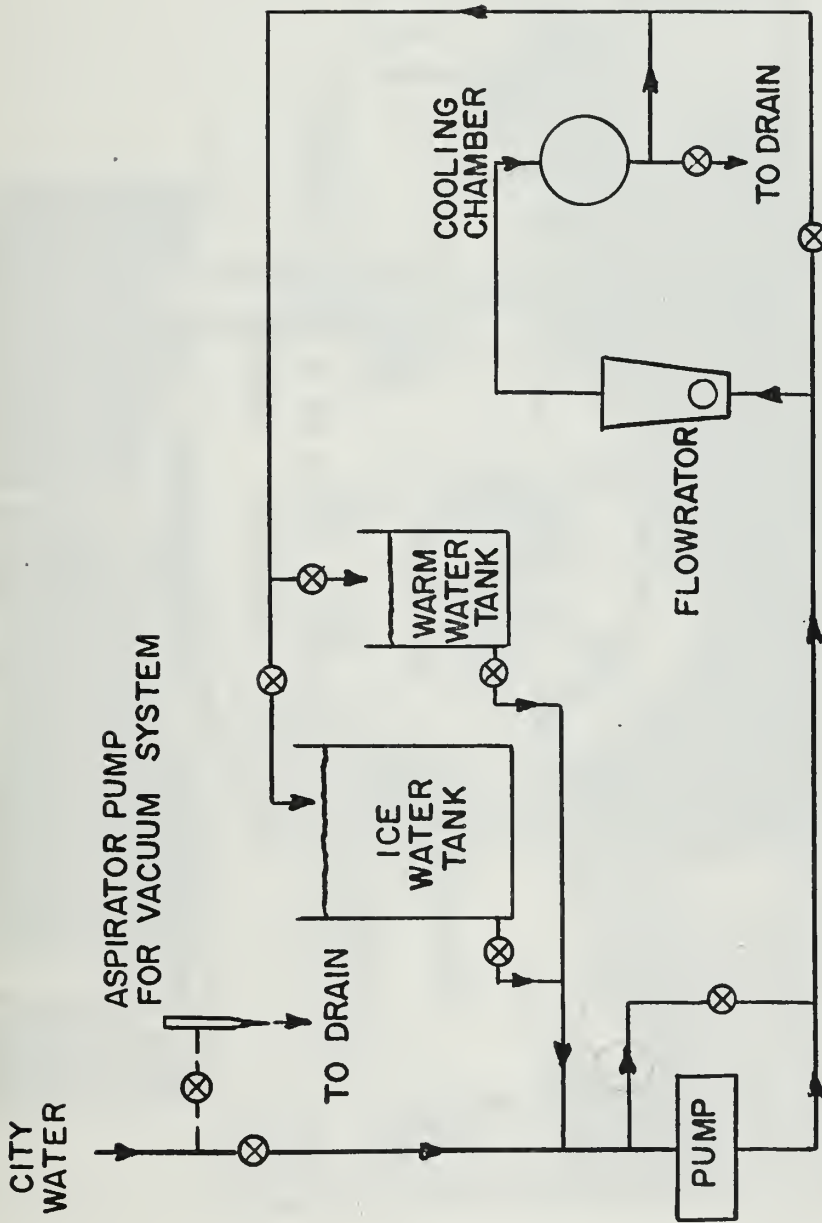 CITY
WATER
ASPIRATOR PUMP
FOR VACUUM SYSTEM
TO DRAIN
ICE
WATER
TANK
WARM
WATER
TANK
COOLING
CHAMBER
TO DRAIN
FLOWRATOR
PUMP